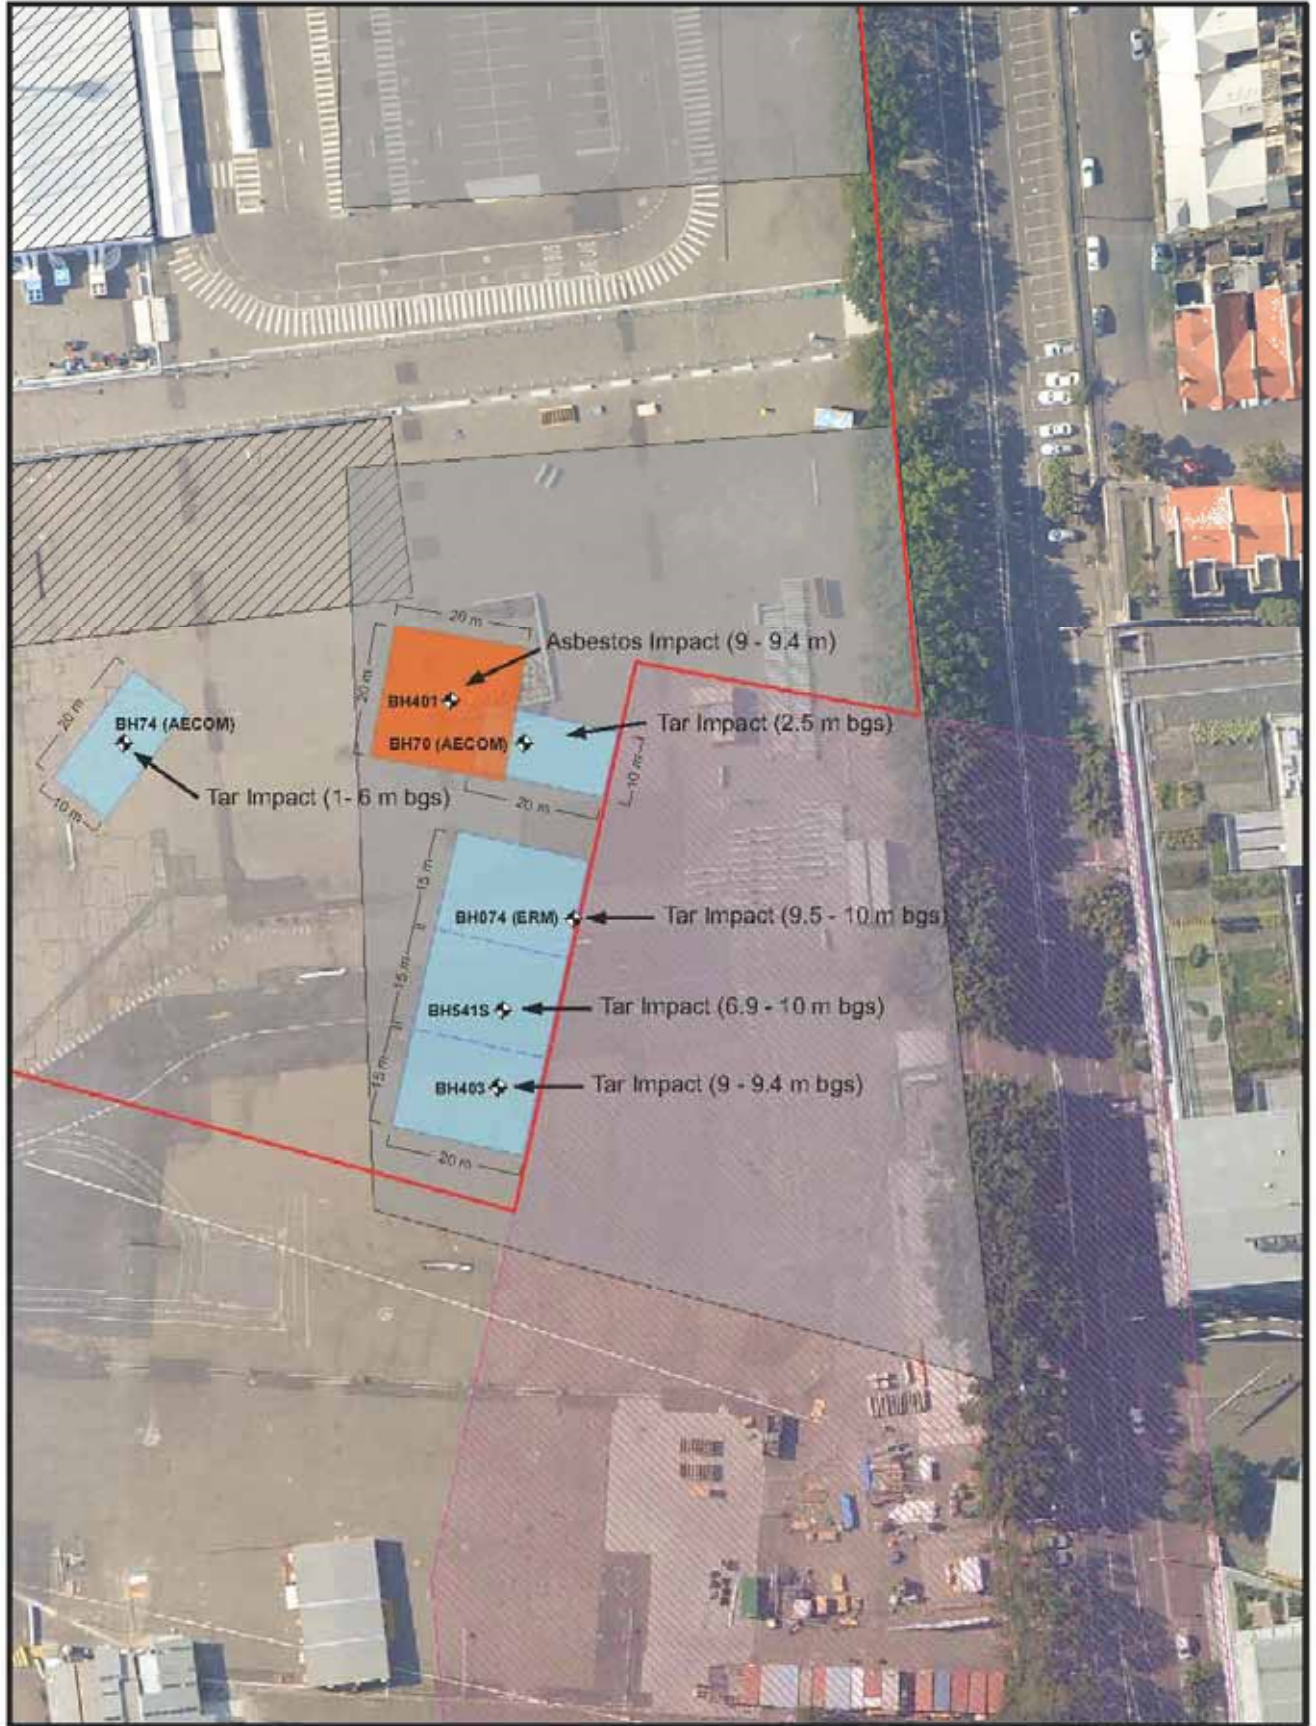 20 m
Asbestos Impact (9 - 9.4 m)
20 m
BH401
20 m
BH74 (AECOM)
Tar Impact (2.5 m bgs)
BH70 (AECOM)
10 m
Tar Impact (1- 6 m bgs)
10 m
20 m
15 m
BH074 (ERM)
Tar Impact (9.5 - 10 m bgs)
15 m
BH541S
Tar Impact (6.9 - 10 m bgs)
15 m
BH403
Tar Impact (9 - 9.4 m bgs)
20 m